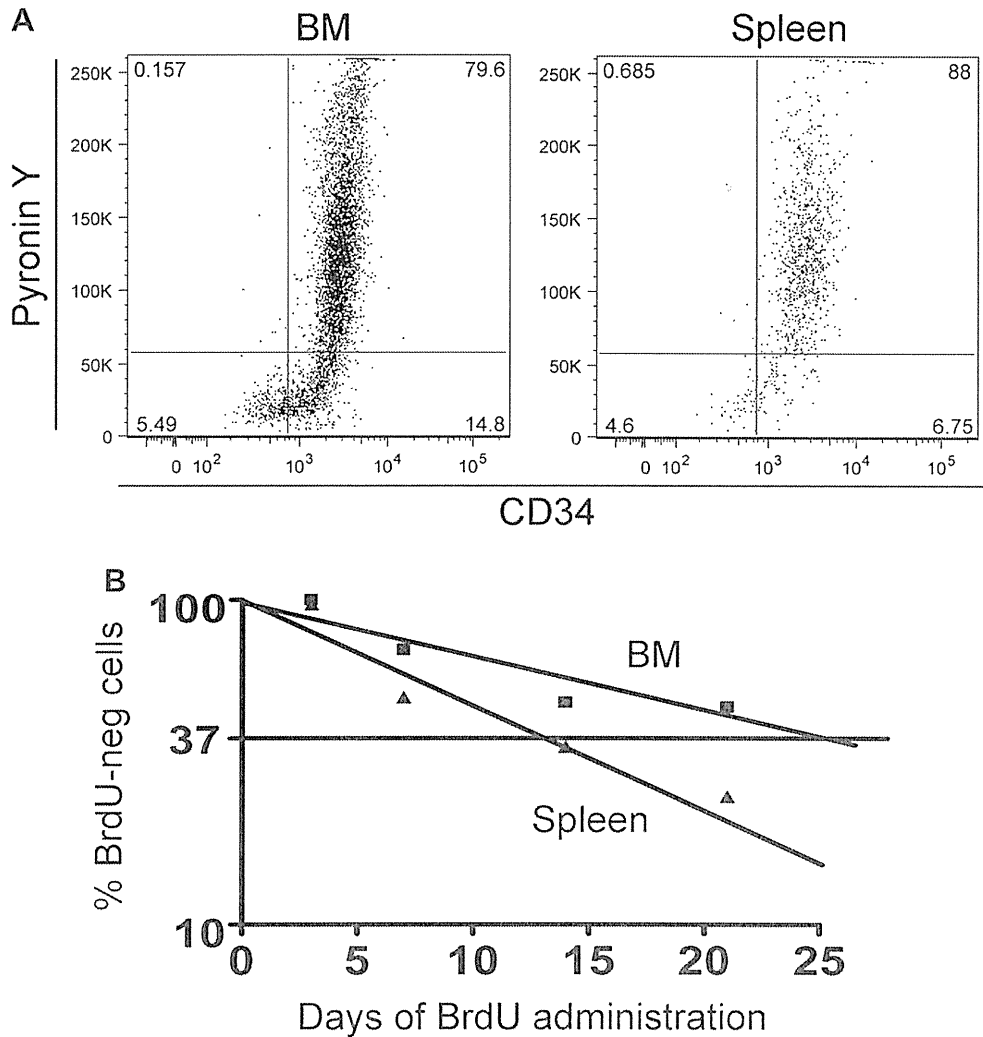 A
BM
Spleen
Pyronin Y
250K
200K
150K
100K
50K
0
0.157
79.6
5.49
14.8
0 10² 10³ 10⁴ 10⁵
250K
200K
150K
100K
50K
0
0.685
88
4.6
6.75
0 10² 10³ 10⁴ 10⁵
CD34
B
% BrdU-neg cells
100
37
10
BM
Spleen
0 5 10 15 20 25
Days of BrdU administration